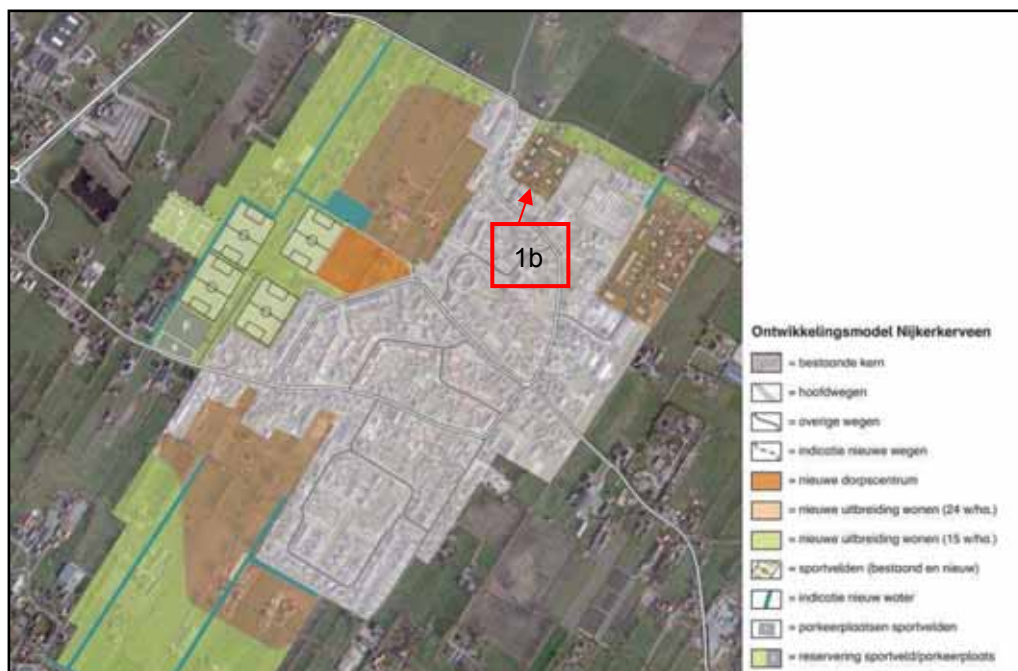 1b
Ontwikkelingsmodel Nijkerkerveen
= bestaande kern
= hoofdwegen
= overige wegen
= indicatie nieuwe wegen
= nieuwe dorpscentrum
= nieuwe uitbreiding wonen (24 w/ha.)
= nieuwe uitbreiding wonen (15 w/ha.)
= sportvelden (bestaand en nieuw)
= indicatie nieuw water
= parkeerplaatsen sportvelden
= reservering sportveld/parkeerplaats